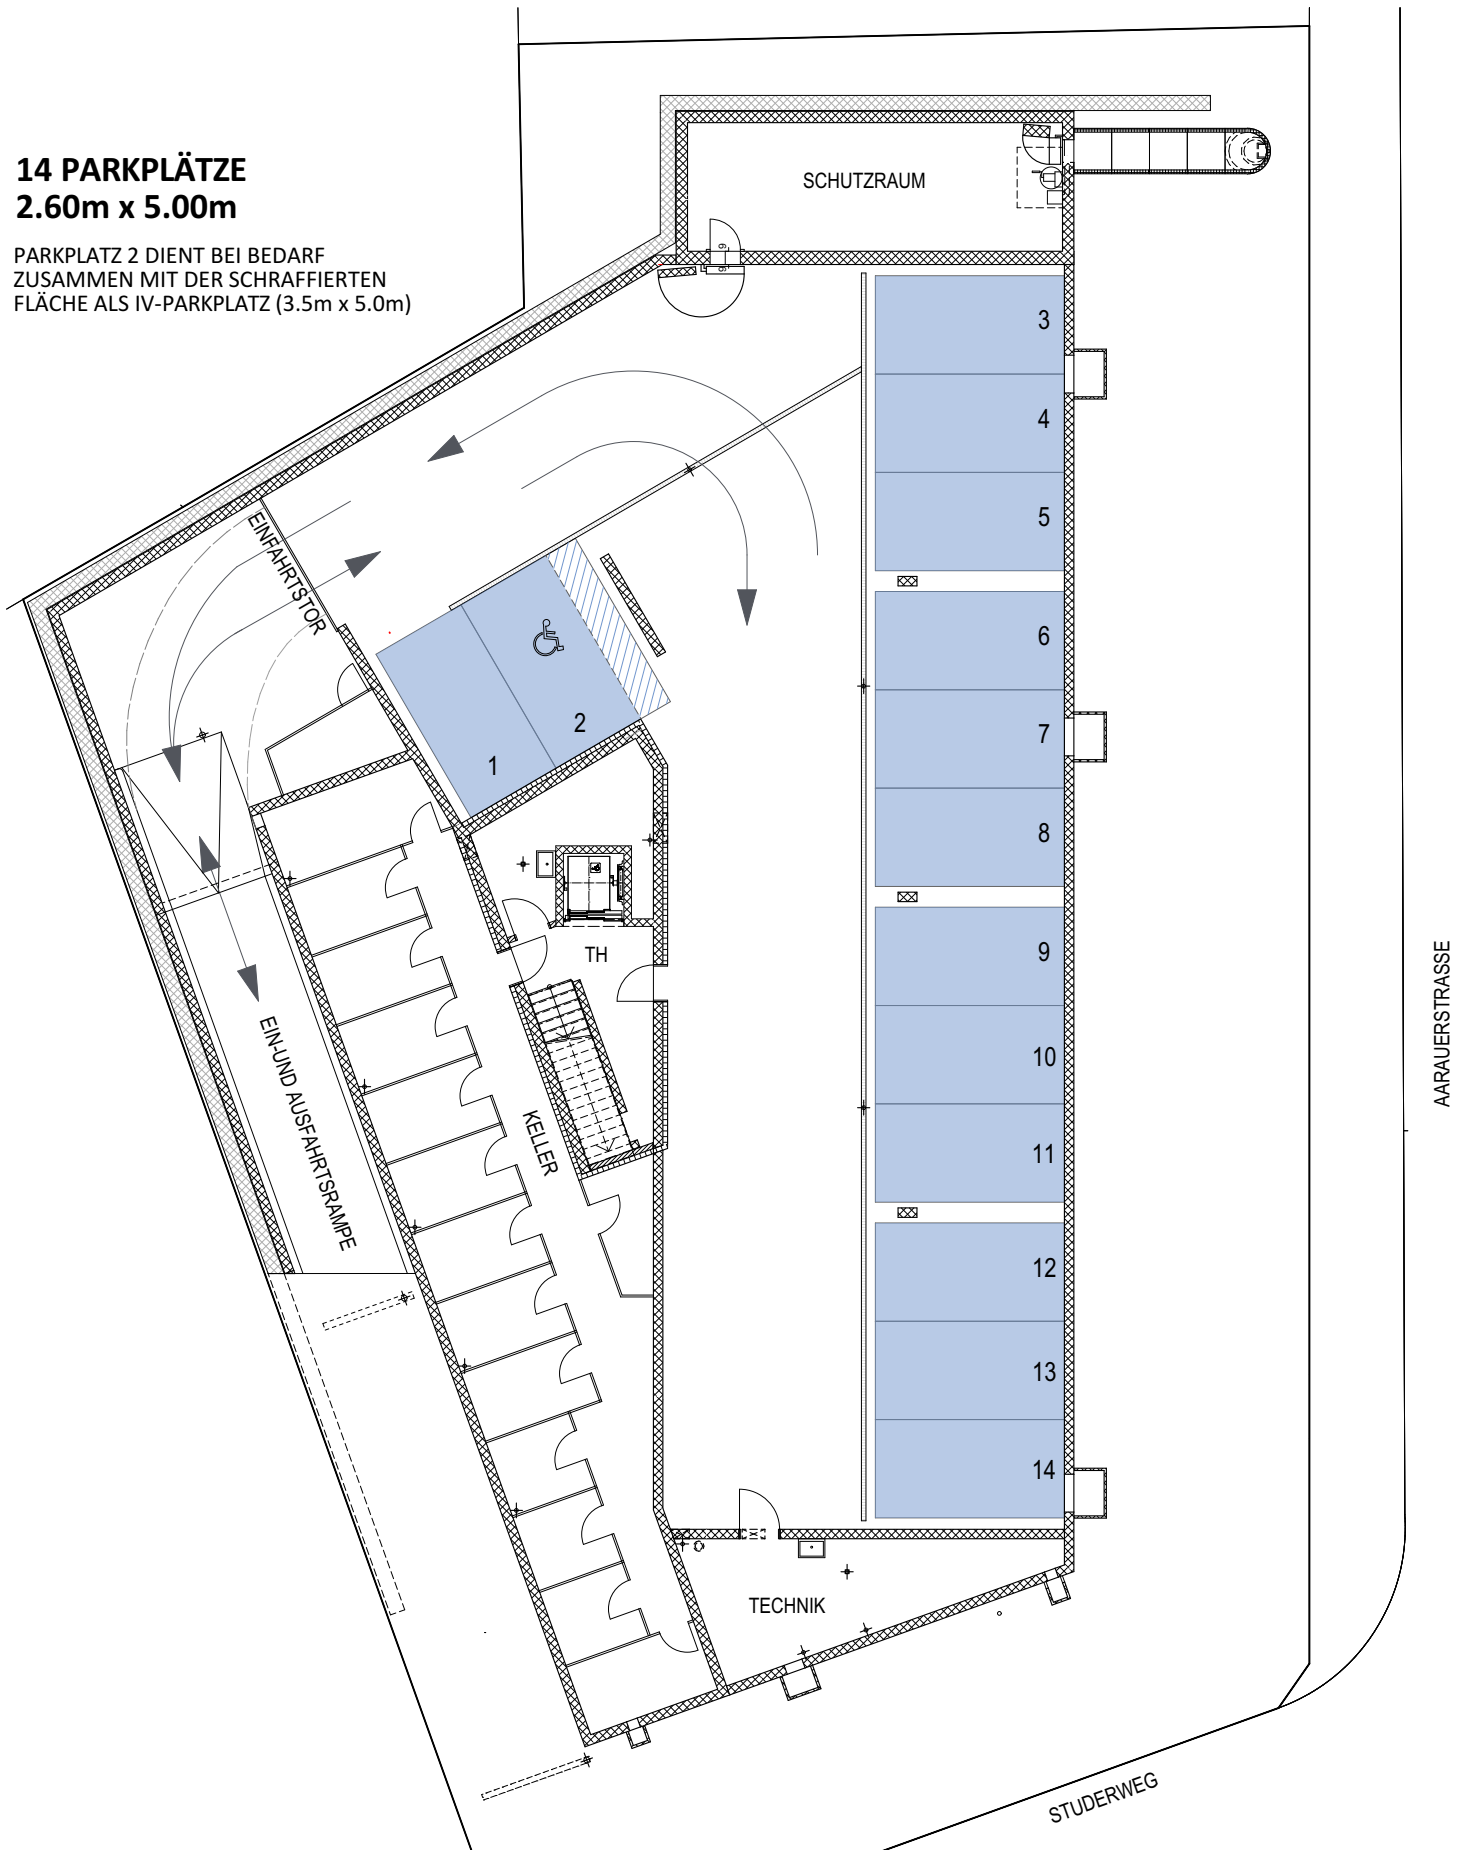 14 PARKPLÄTZE
2.60m x 5.00m
PARKPLATZ 2 DIENT BEI BEDARF
ZUSAMMEN MIT DER SCHRAFFIERTEN
FLÄCHE ALS IV-PARKPLATZ (3.5m x 5.0m)
SCHUTZRAUM
9
9
3
4
5
EINFAHRTSTOR
6
2
7
1
8
TH
9
EIN-UND AUSFAHRTSRAMPE
10
KELLER
11
12
13
14
TECHNIK
AARAUERSTRASSE
STUDERWEG